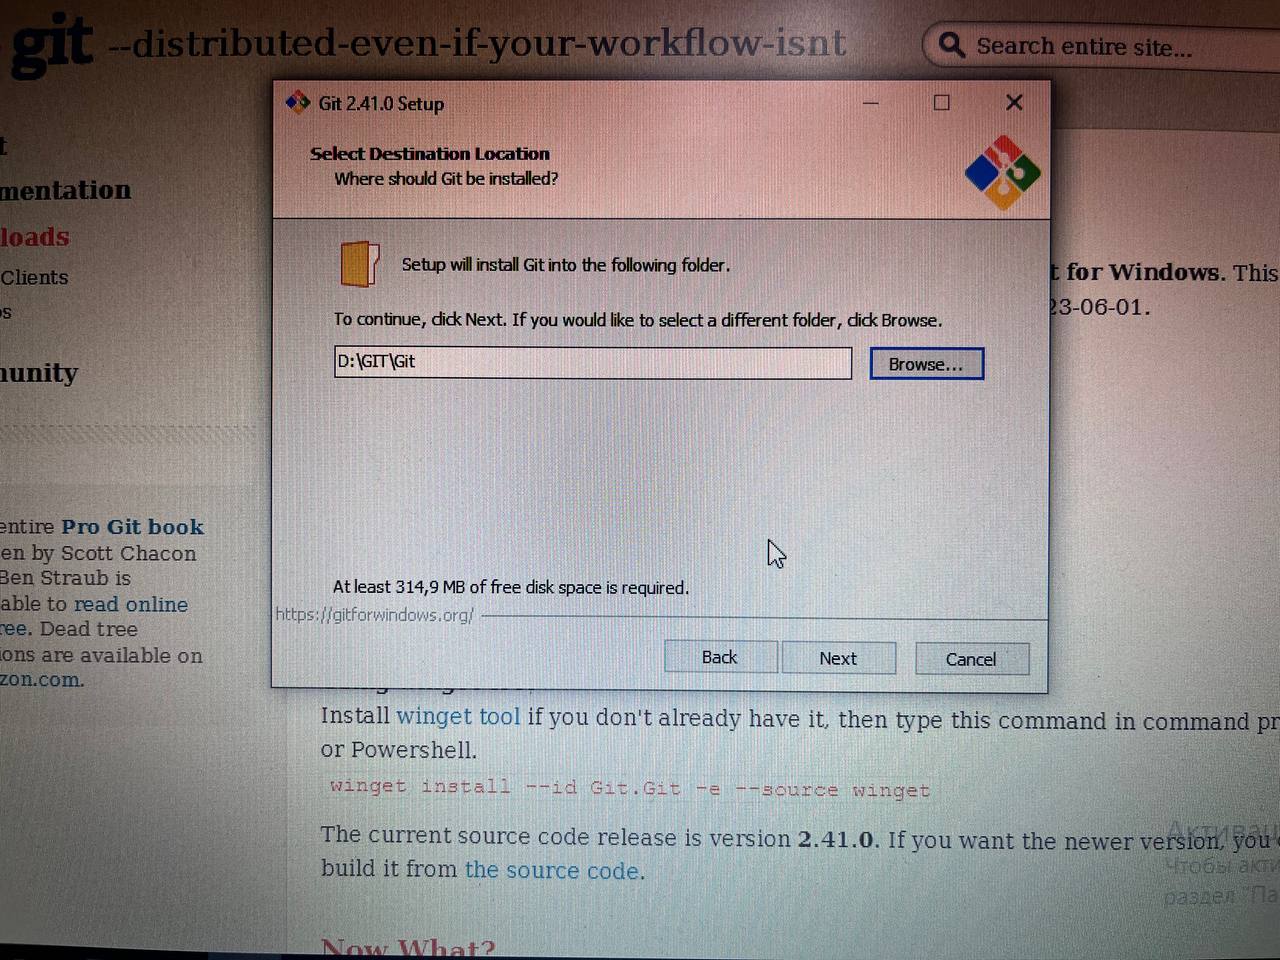 git --distributed-even-if-your-workflow-isnt
Search entire site...
Git 2.41.0 Setup
Select Destination Location
Where should Git be installed?
Setup will install Git into the following folder.
To continue, click Next. If you would like to select a different folder, click Browse.
D:\GIT\Git
Browse...
At least 314,9 MB of free disk space is required.
https://gitforwindows.org/
Back
Next
Cancel
mentation
loads
Clients
s
unity
entire Pro Git book
en by Scott Chacon
Ben Straub is
able to read online
ree. Dead tree
ions are available on
zon.com.
t for Windows. This
23-06-01.
Install winget tool if you don't already have it, then type this command in command pr
or Powershell.
winget install --id Git.Git -e --source winget
The current source code release is version 2.41.0. If you want the newer version, you
build it from the source code.
Now What?
Активац
Чтобы акти
раздел "Па